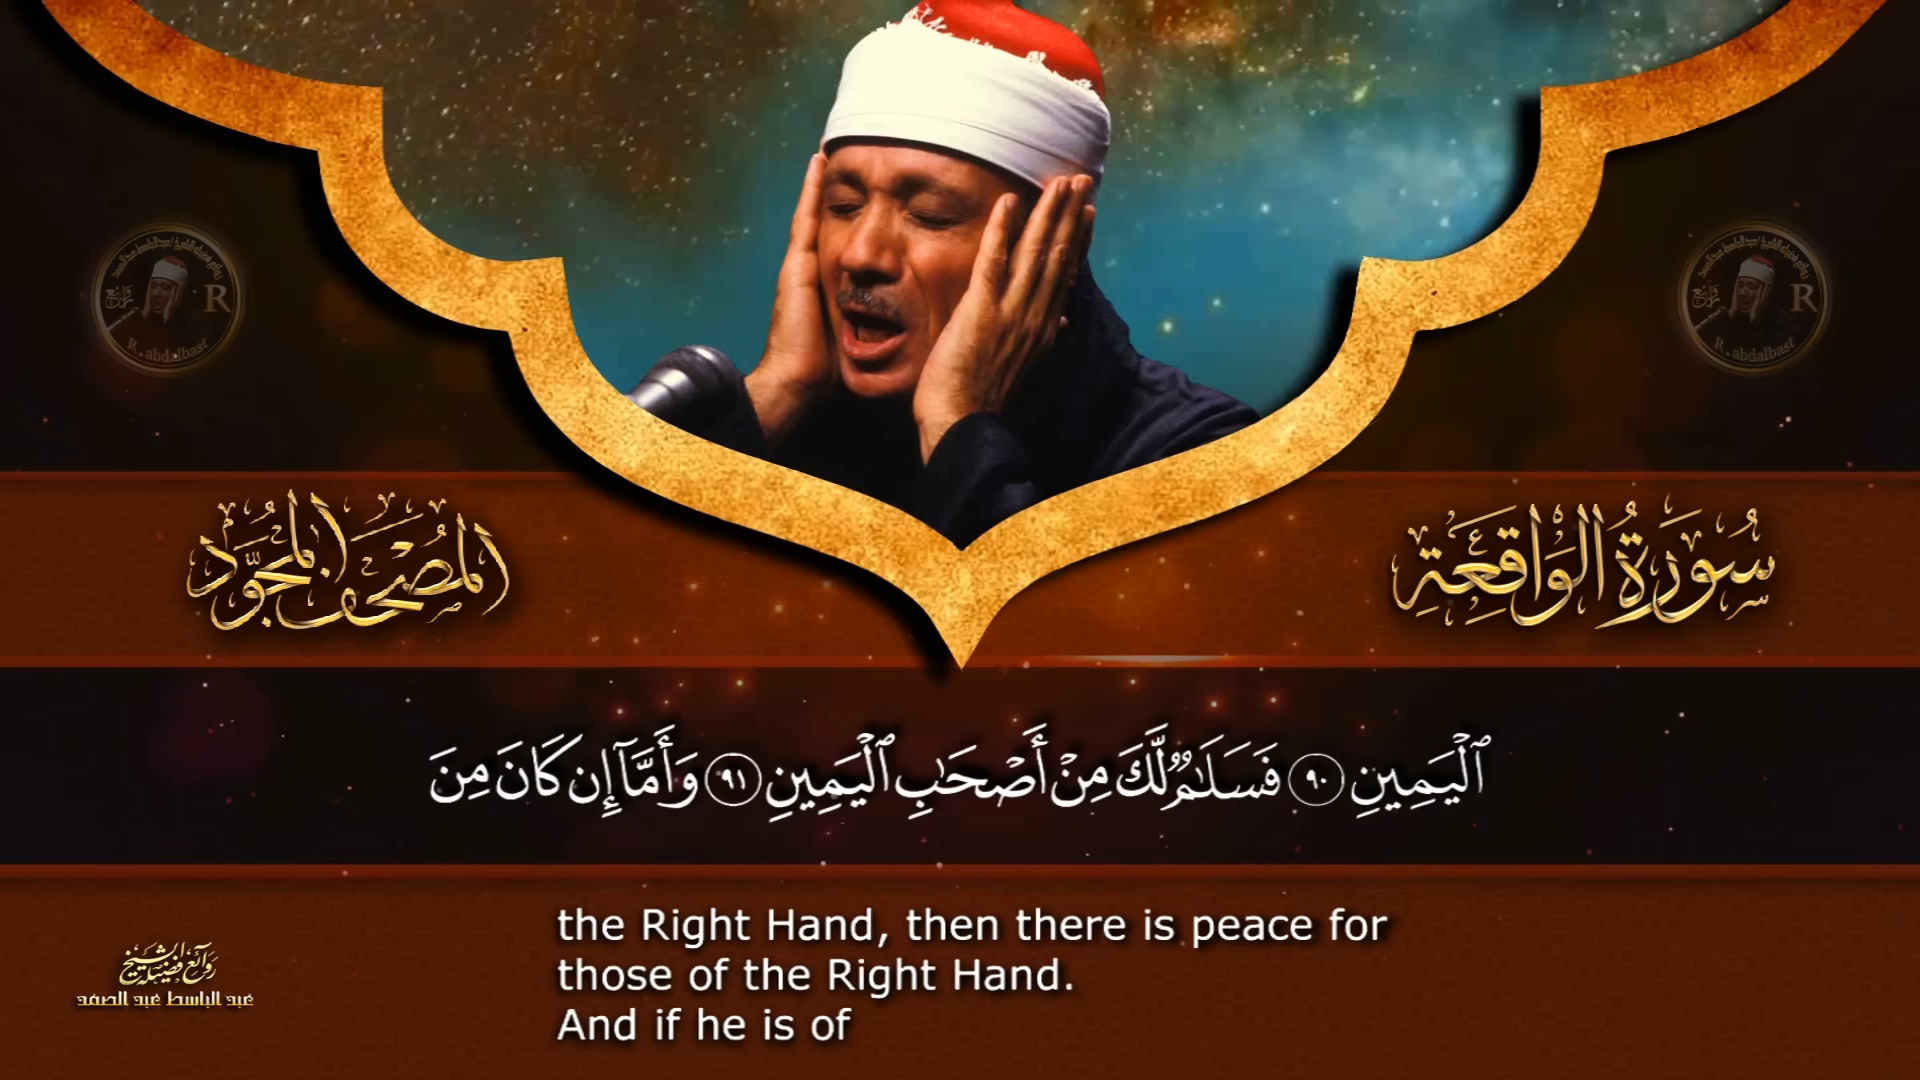 R
R.abdalbast
R
R.abdalbast
سُورَةُ الوَاقِعَةِ
المُصْحَفُ المُجَوَّد
ٱلۡيَمِينِ ٩٠ فَسَلَٰمٞ لَّكَ مِنۡ أَصۡحَٰبِ ٱلۡيَمِينِ ٩١ وَأَمَّآ إِن كَانَ مِنَ
the Right Hand, then there is peace for
those of the Right Hand.
And if he is of
روائع فضيلة الشيخ
عبد الباسط عبد الصمد